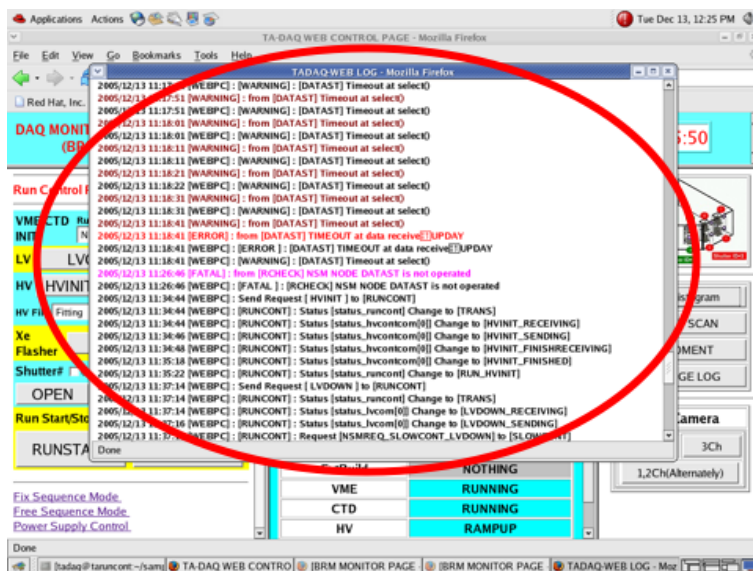 Applications Actions Tue Dec 13, 12:25 PM
TA-DAQ WEB CONTROL PAGE - Mozilla Firefox
File Edit View Go Bookmarks Tools Help
TADAQ-WEB LOG - Mozilla Firefox
Red Hat, Inc.
2005/12/13 11:17:51 [WEBPC] : [WARNING] : [DATAST] Timeout at select()
2005/12/13 11:17:51 [WARNING] : from [DATAST] Timeout at select()
2005/12/13 11:17:51 [WEBPC] : [WARNING] : [DATAST] Timeout at select()
2005/12/13 11:18:01 [WARNING] : from [DATAST] Timeout at select()
2005/12/13 11:18:01 [WEBPC] : [WARNING] : [DATAST] Timeout at select()
2005/12/13 11:18:11 [WARNING] : from [DATAST] Timeout at select()
2005/12/13 11:18:11 [WEBPC] : [WARNING] : [DATAST] Timeout at select()
2005/12/13 11:18:21 [WARNING] : from [DATAST] Timeout at select()
2005/12/13 11:18:22 [WEBPC] : [WARNING] : [DATAST] Timeout at select()
2005/12/13 11:18:31 [WARNING] : from [DATAST] Timeout at select()
2005/12/13 11:18:31 [WEBPC] : [WARNING] : [DATAST] Timeout at select()
2005/12/13 11:18:41 [WARNING] : from [DATAST] Timeout at select()
2005/12/13 11:18:41 [ERROR] : from [DATAST] TIMEOUT at data receive UPDAY
2005/12/13 11:18:41 [WEBPC] : [ERROR ] : [DATAST] TIMEOUT at data receive UPDAY
2005/12/13 11:26:46 [FATAL] : from [RCHECK] NSM NODE DATAST is not operated
2005/12/13 11:26:46 [WEBPC] : [FATAL ] : [RCHECK] NSM NODE DATAST is not operated
2005/12/13 11:34:44 [WEBPC] : Send Request [ HVINIT ] to [RUNCONT]
2005/12/13 11:34:44 [WEBPC] : [RUNCONT] : Status [status_runcont] Change to [TRANS]
2005/12/13 11:34:44 [WEBPC] : [RUNCONT] : Status [status_hvcontcom[0]] Change to [HVINIT_RECEIVING]
2005/12/13 11:34:46 [WEBPC] : [RUNCONT] : Status [status_hvcontcom[0]] Change to [HVINIT_SENDING]
2005/12/13 11:34:48 [WEBPC] : [RUNCONT] : Status [status_hvcontcom[0]] Change to [HVINIT_FINISHRECEIVING]
2005/12/13 11:35:18 [WEBPC] : [RUNCONT] : Status [status_hvcontcom[0]] Change to [HVINIT_FINISHED]
2005/12/13 11:35:22 [WEBPC] : [RUNCONT] : Status [status_runcont] Change to [RUN_HVINIT]
2005/12/13 11:37:14 [WEBPC] : Send Request [ LVDOWN ] to [RUNCONT]
2005/12/13 11:37:14 [WEBPC] : [RUNCONT] : Status [status_runcont] Change to [TRANS]
2005/12/13 11:37:14 [WEBPC] : [RUNCONT] : Status [status_lvcom[0]] Change to [LVDOWN_RECEIVING]
2005/12/13 11:37:16 [WEBPC] : [RUNCONT] : Status [status_lvcom[0]] Change to [LVDOWN_SENDING]
[WEBPC] : [RUNCONT] : Request [NSMREQ_SLOWCONT_LVDOWN] to [SLOWCONT]
Done
DAQ MONIT
(BR
5:50
Run Control
VME CTD
INIT
LV
HV HVINIT
HV Fil Fitting
Xe
Flasher
Shutter#
OPEN
Run Start/Sto
RUNSTA
SCAN
GE LOG
Camera
3Ch
1,2Ch(Alternately)
NOTHING
VME RUNNING
CTD RUNNING
HV RAMPUP
Fix Sequence Mode
Free Sequence Mode
Power Supply Control
Done
[tadaq@taruncont:~/samp TA-DAQ WEB CONTRO [BRM MONITOR PAGE - [BRM MONITOR PAGE - TADAQ-WEB LOG - Moz